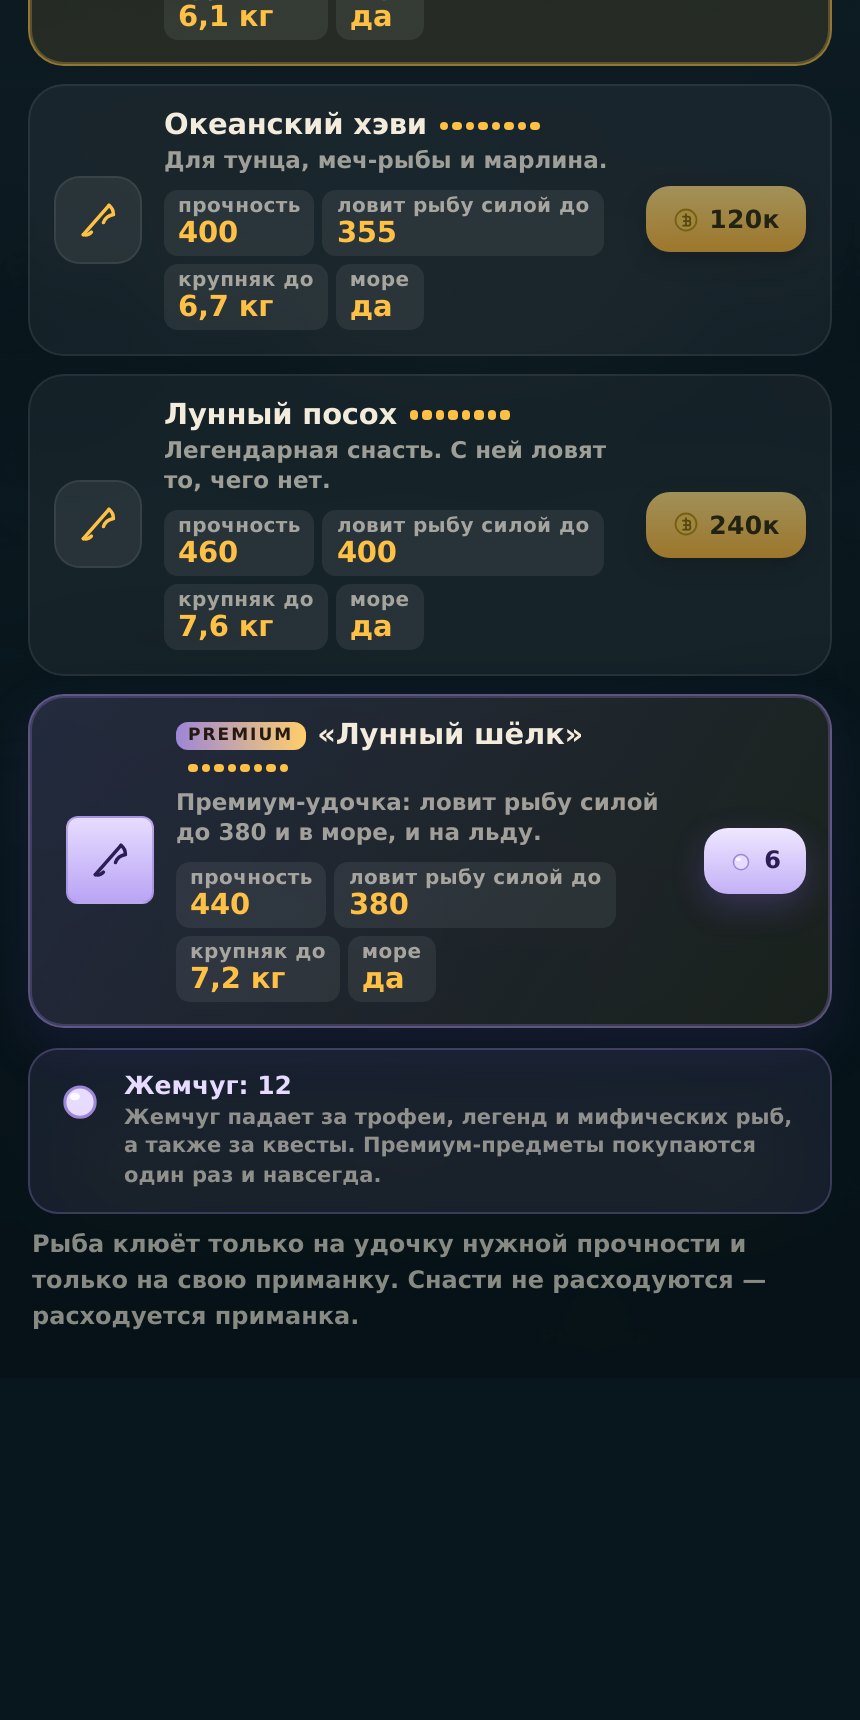 6,1 кг да
Океанский хэви
Для тунца, меч-рыбы и марлина.
прочность ловит рыбу силой до
400 355
120к
крупняк до море
6,7 кг да
Лунный посох
Легендарная снасть. С ней ловят
то, чего нет.
прочность ловит рыбу силой до
460 400
240к
крупняк до море
7,6 кг да
PREMIUM «Лунный шёлк»
Премиум-удочка: ловит рыбу силой
до 380 и в море, и на льду.
прочность ловит рыбу силой до
440 380
6
крупняк до море
7,2 кг да
Жемчуг: 12
Жемчуг падает за трофеи, легенд и мифических рыб,
а также за квесты. Премиум-предметы покупаются
один раз и навсегда.
Рыба клюёт только на удочку нужной прочности и
только на свою приманку. Снасти не расходуются —
расходуется приманка.